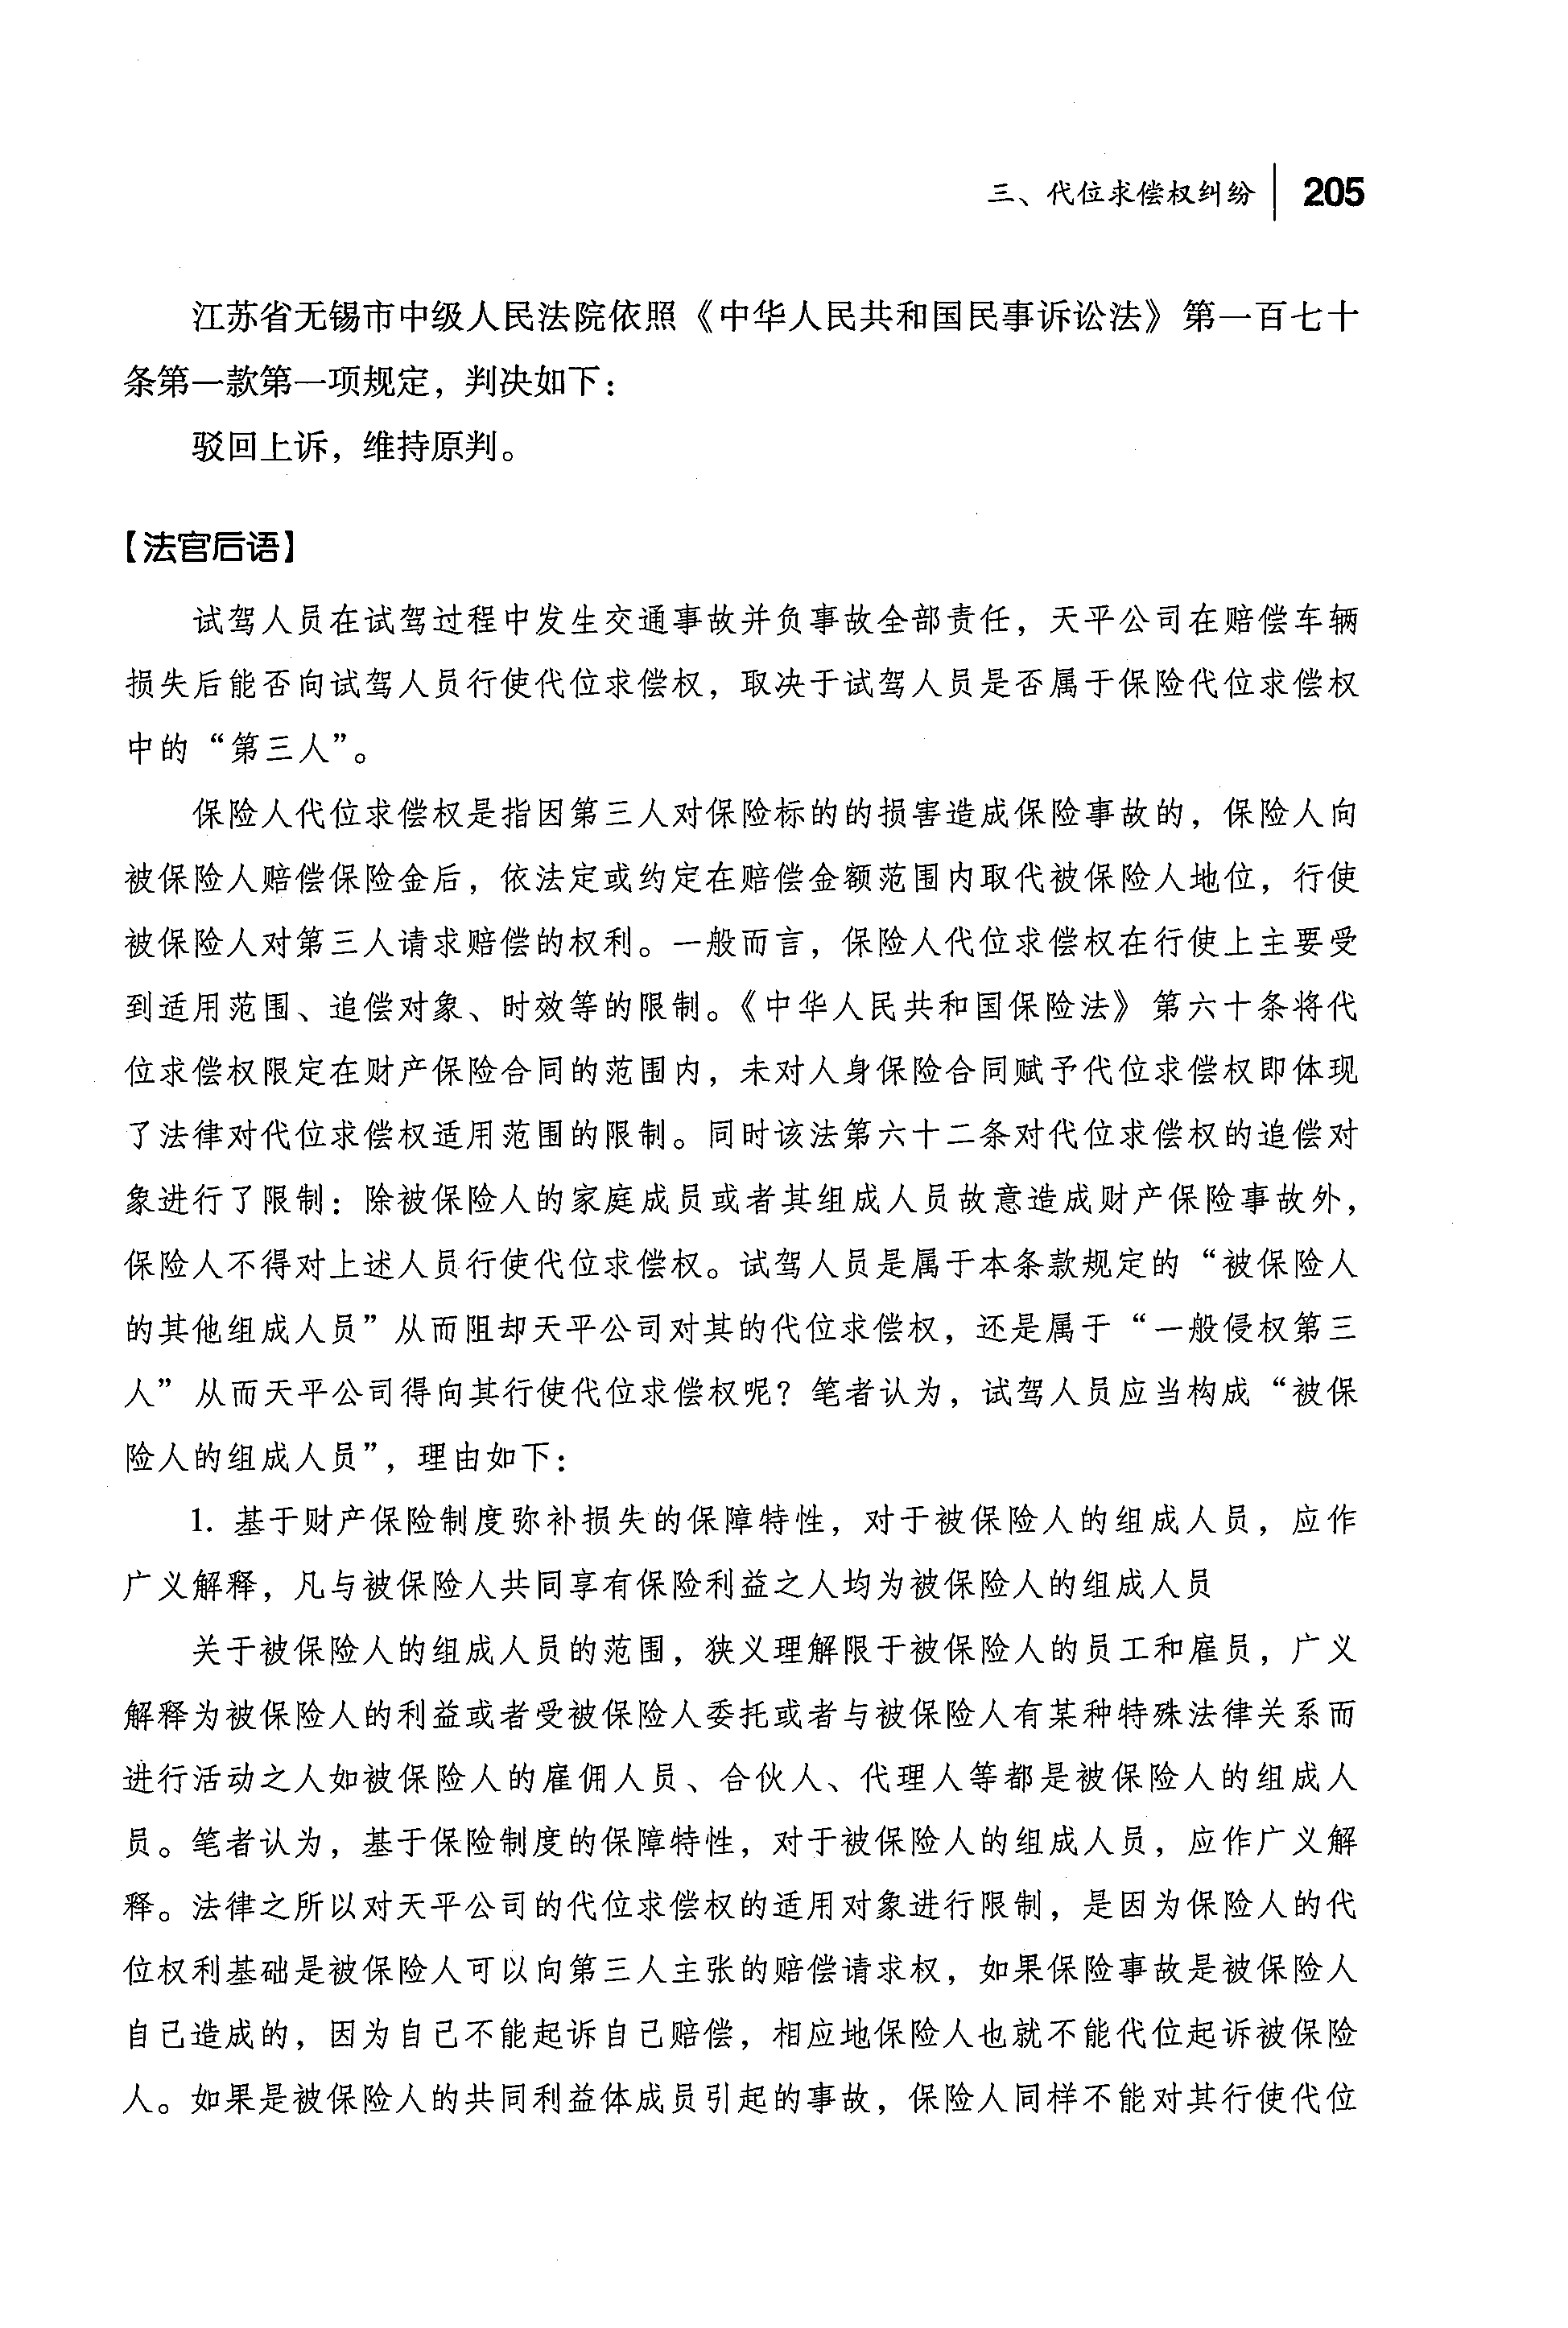 三、代位求偿权纠纷 205
江苏省无锡市中级人民法院依照《中华人民共和国民事诉讼法》第一百七十
条第一款第一项规定，判决如下：
驳回上诉，维持原判。
【法官后语】
试驾人员在试驾过程中发生交通事故并负事故全部责任，天平公司在赔偿车辆
损失后能否向试驾人员行使代位求偿权，取决于试驾人员是否属于保险代位求偿权
中的“第三人”。
保险人代位求偿权是指因第三人对保险标的的损害造成保险事故的，保险人向
被保险人赔偿保险金后，依法定或约定在赔偿金额范围内取代被保险人地位，行使
被保险人对第三人请求赔偿的权利。一般而言，保险人代位求偿权在行使上主要受
到适用范围、追偿对象、时效等的限制。《中华人民共和国保险法》第六十条将代
位求偿权限定在财产保险合同的范围内，未对人身保险合同赋予代位求偿权即体现
了法律对代位求偿权适用范围的限制。同时该法第六十二条对代位求偿权的追偿对
象进行了限制：除被保险人的家庭成员或者其组成人员故意造成财产保险事故外，
保险人不得对上述人员行使代位求偿权。试驾人员是属于本条款规定的“被保险人
的其他组成人员”从而阻却天平公司对其的代位求偿权，还是属于“一般侵权第三
人”从而天平公司得向其行使代位求偿权呢？笔者认为，试驾人员应当构成“被保
险人的组成人员”，理由如下：
1. 基于财产保险制度弥补损失的保障特性，对于被保险人的组成人员，应作
广义解释，凡与被保险人共同享有保险利益之人均为被保险人的组成人员
关于被保险人的组成人员的范围，狭义理解限于被保险人的员工和雇员，广义
解释为被保险人的利益或者受被保险人委托或者与被保险人有某种特殊法律关系而
进行活动之人如被保险人的雇佣人员、合伙人、代理人等都是被保险人的组成人
员。笔者认为，基于保险制度的保障特性，对于被保险人的组成人员，应作广义解
释。法律之所以对天平公司的代位求偿权的适用对象进行限制，是因为保险人的代
位权利基础是被保险人可以向第三人主张的赔偿请求权，如果保险事故是被保险人
自己造成的，因为自己不能起诉自己赔偿，相应地保险人也就不能代位起诉被保险
人。如果是被保险人的共同利益体成员引起的事故，保险人同样不能对其行使代位